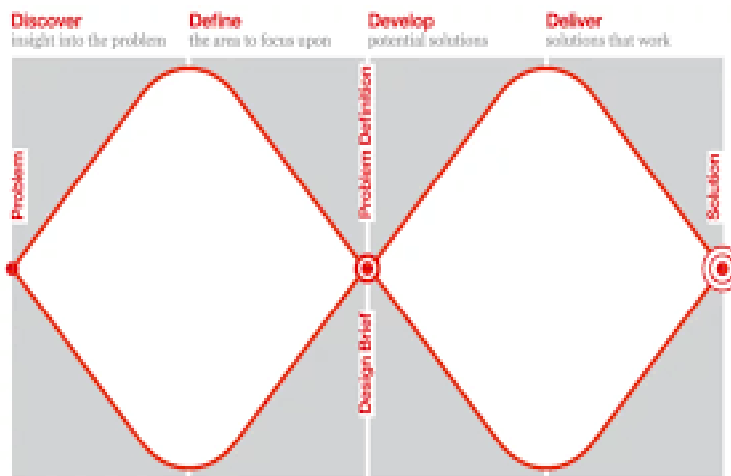 Discover
insight into the problem
Define
the area to focus upon
Develop
potential solutions
Deliver
solutions that work
Problem
Problem Definition
Design Brief
Solution